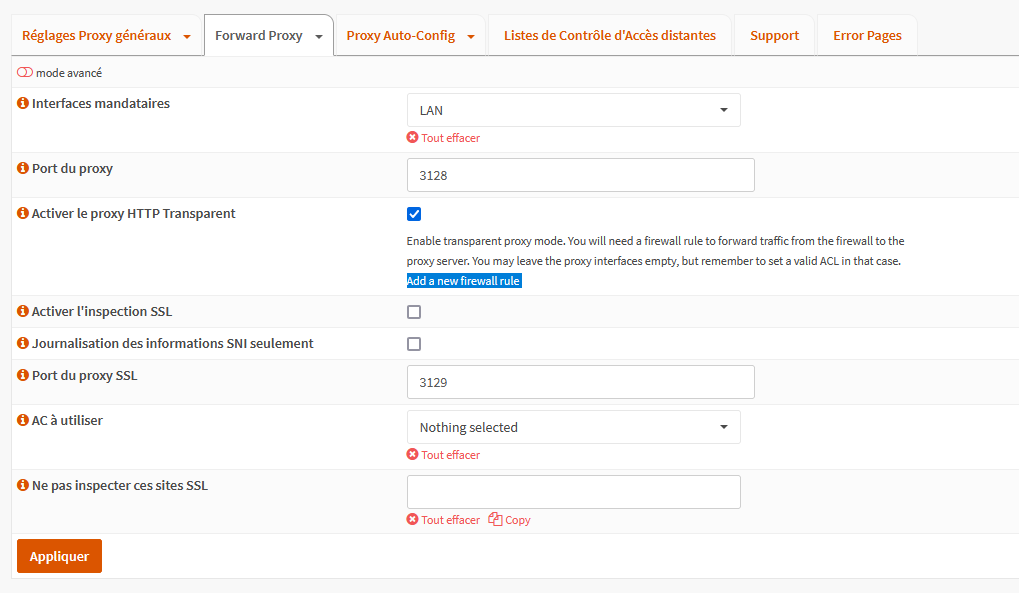 Réglages Proxy généraux
Forward Proxy
Proxy Auto-Config
Listes de Contrôle d'Accès distantes
Support
Error Pages
mode avancé
Interfaces mandataires
LAN
Tout effacer
Port du proxy
3128
Activer le proxy HTTP Transparent
Enable transparent proxy mode. You will need a firewall rule to forward traffic from the firewall to the
proxy server. You may leave the proxy interfaces empty, but remember to set a valid ACL in that case.
Add a new firewall rule
Activer l'inspection SSL
Journalisation des informations SNI seulement
Port du proxy SSL
3129
AC à utiliser
Nothing selected
Tout effacer
Ne pas inspecter ces sites SSL
Tout effacer Copy
Appliquer